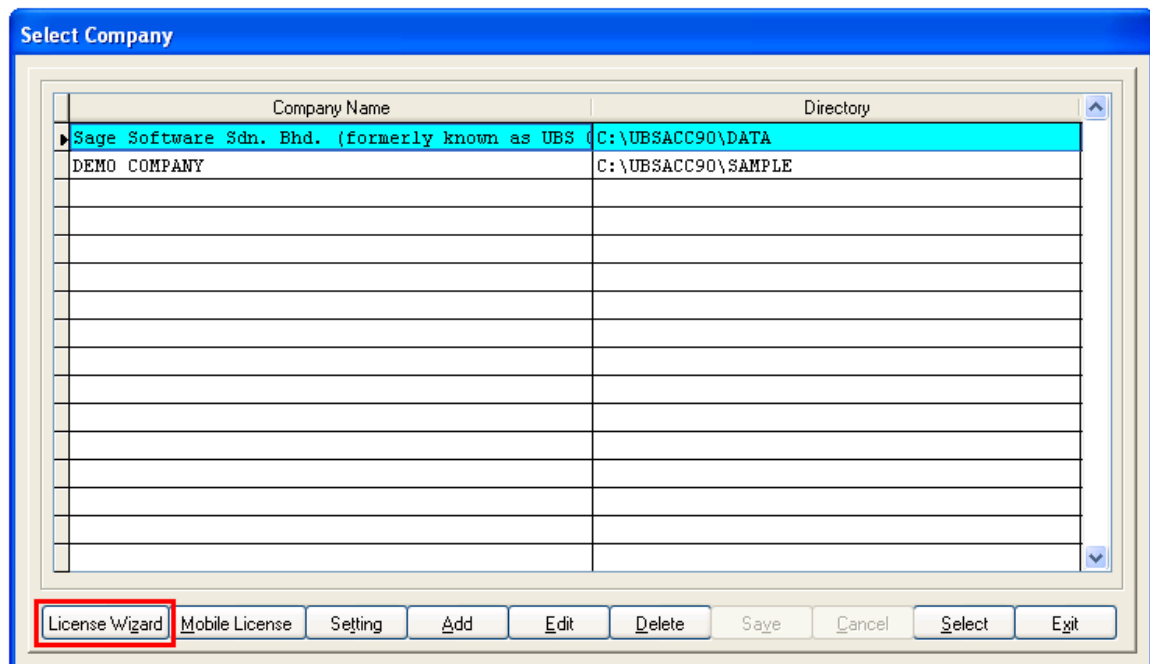 Select Company
Company Name Directory
Sage Software Sdn. Bhd. (formerly known as UBS ( C:\UBSACC90\DATA
DEMO COMPANY C:\UBSACC90\SAMPLE
License Wizard Mobile License Setting Add Edit Delete Save Cancel Select Exit